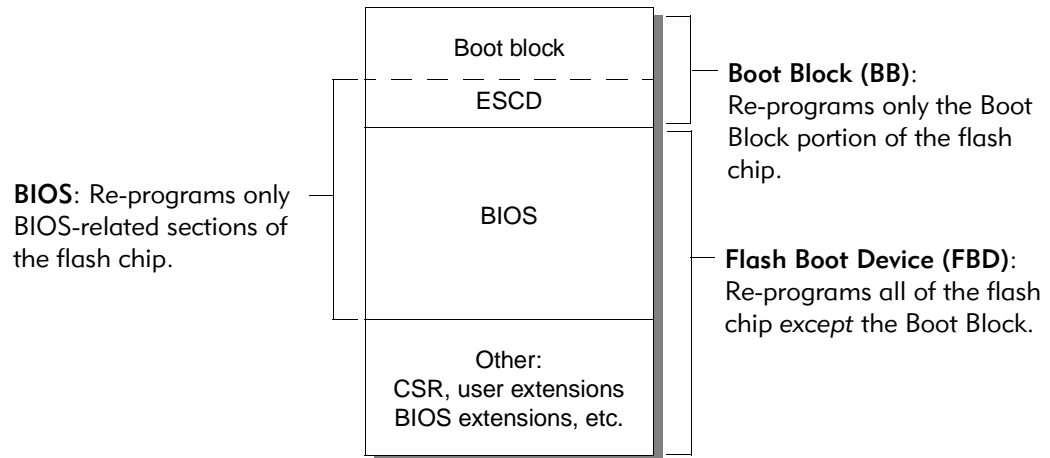 Boot block
ESCD
BIOS
Other:
CSR, user extensions
BIOS extensions, etc.
BIOS: Re-programs only
BIOS-related sections of
the flash chip.
Boot Block (BB):
Re-programs only the Boot
Block portion of the flash
chip.
Flash Boot Device (FBD):
Re-programs all of the flash
chip except the Boot Block.